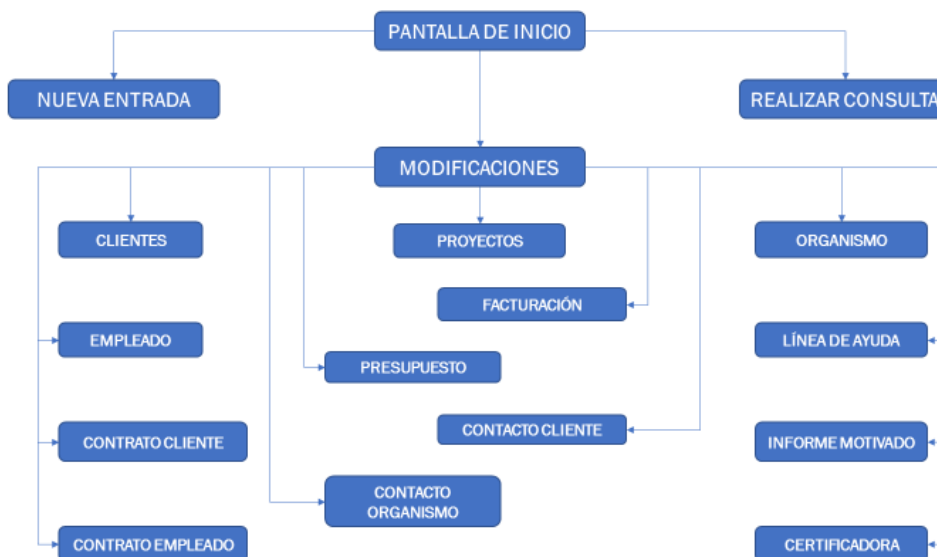 PANTALLA DE INICIO
NUEVA ENTRADA
REALIZAR CONSULTA
MODIFICACIONES
CLIENTES
PROYECTOS
ORGANISMO
FACTURACIÓN
EMPLEADO
LÍNEA DE AYUDA
PRESUPUESTO
CONTACTO CLIENTE
CONTRATO CLIENTE
INFORME MOTIVADO
CONTACTO
ORGANISMO
CONTRATO EMPLEADO
CERTIFICADORA